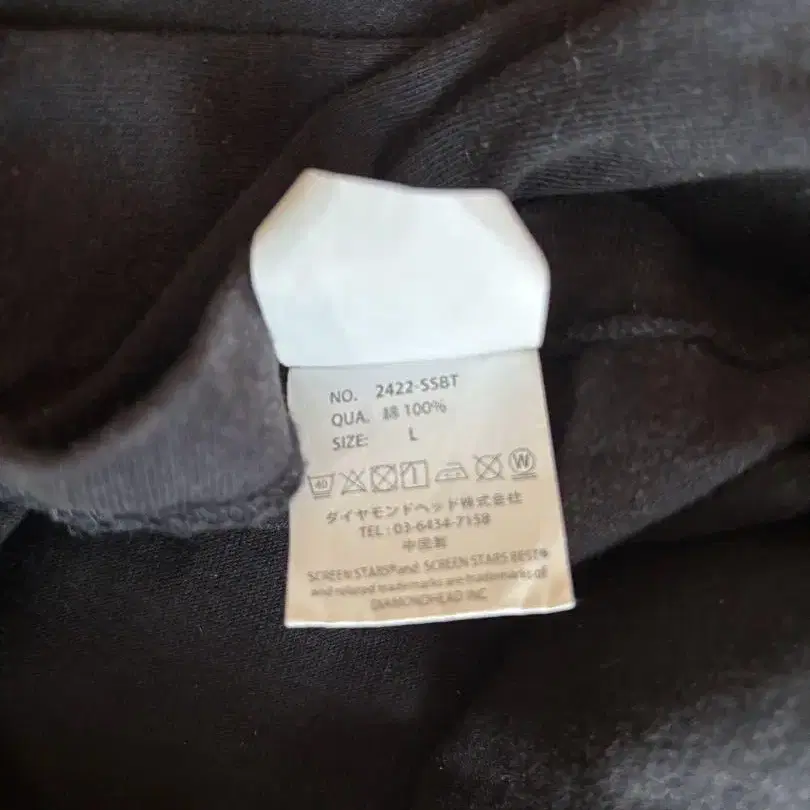 NO. 2422-SSBT
QUA. 綿 100%
SIZE: L
40 W
ダイヤモンドヘッド株式会社
TEL : 03-6434-7158
中国製
SCREEN STARS® and SCREEN STARS BEST®
and related trademarks are trademarks of
DIAMONDHEAD INC